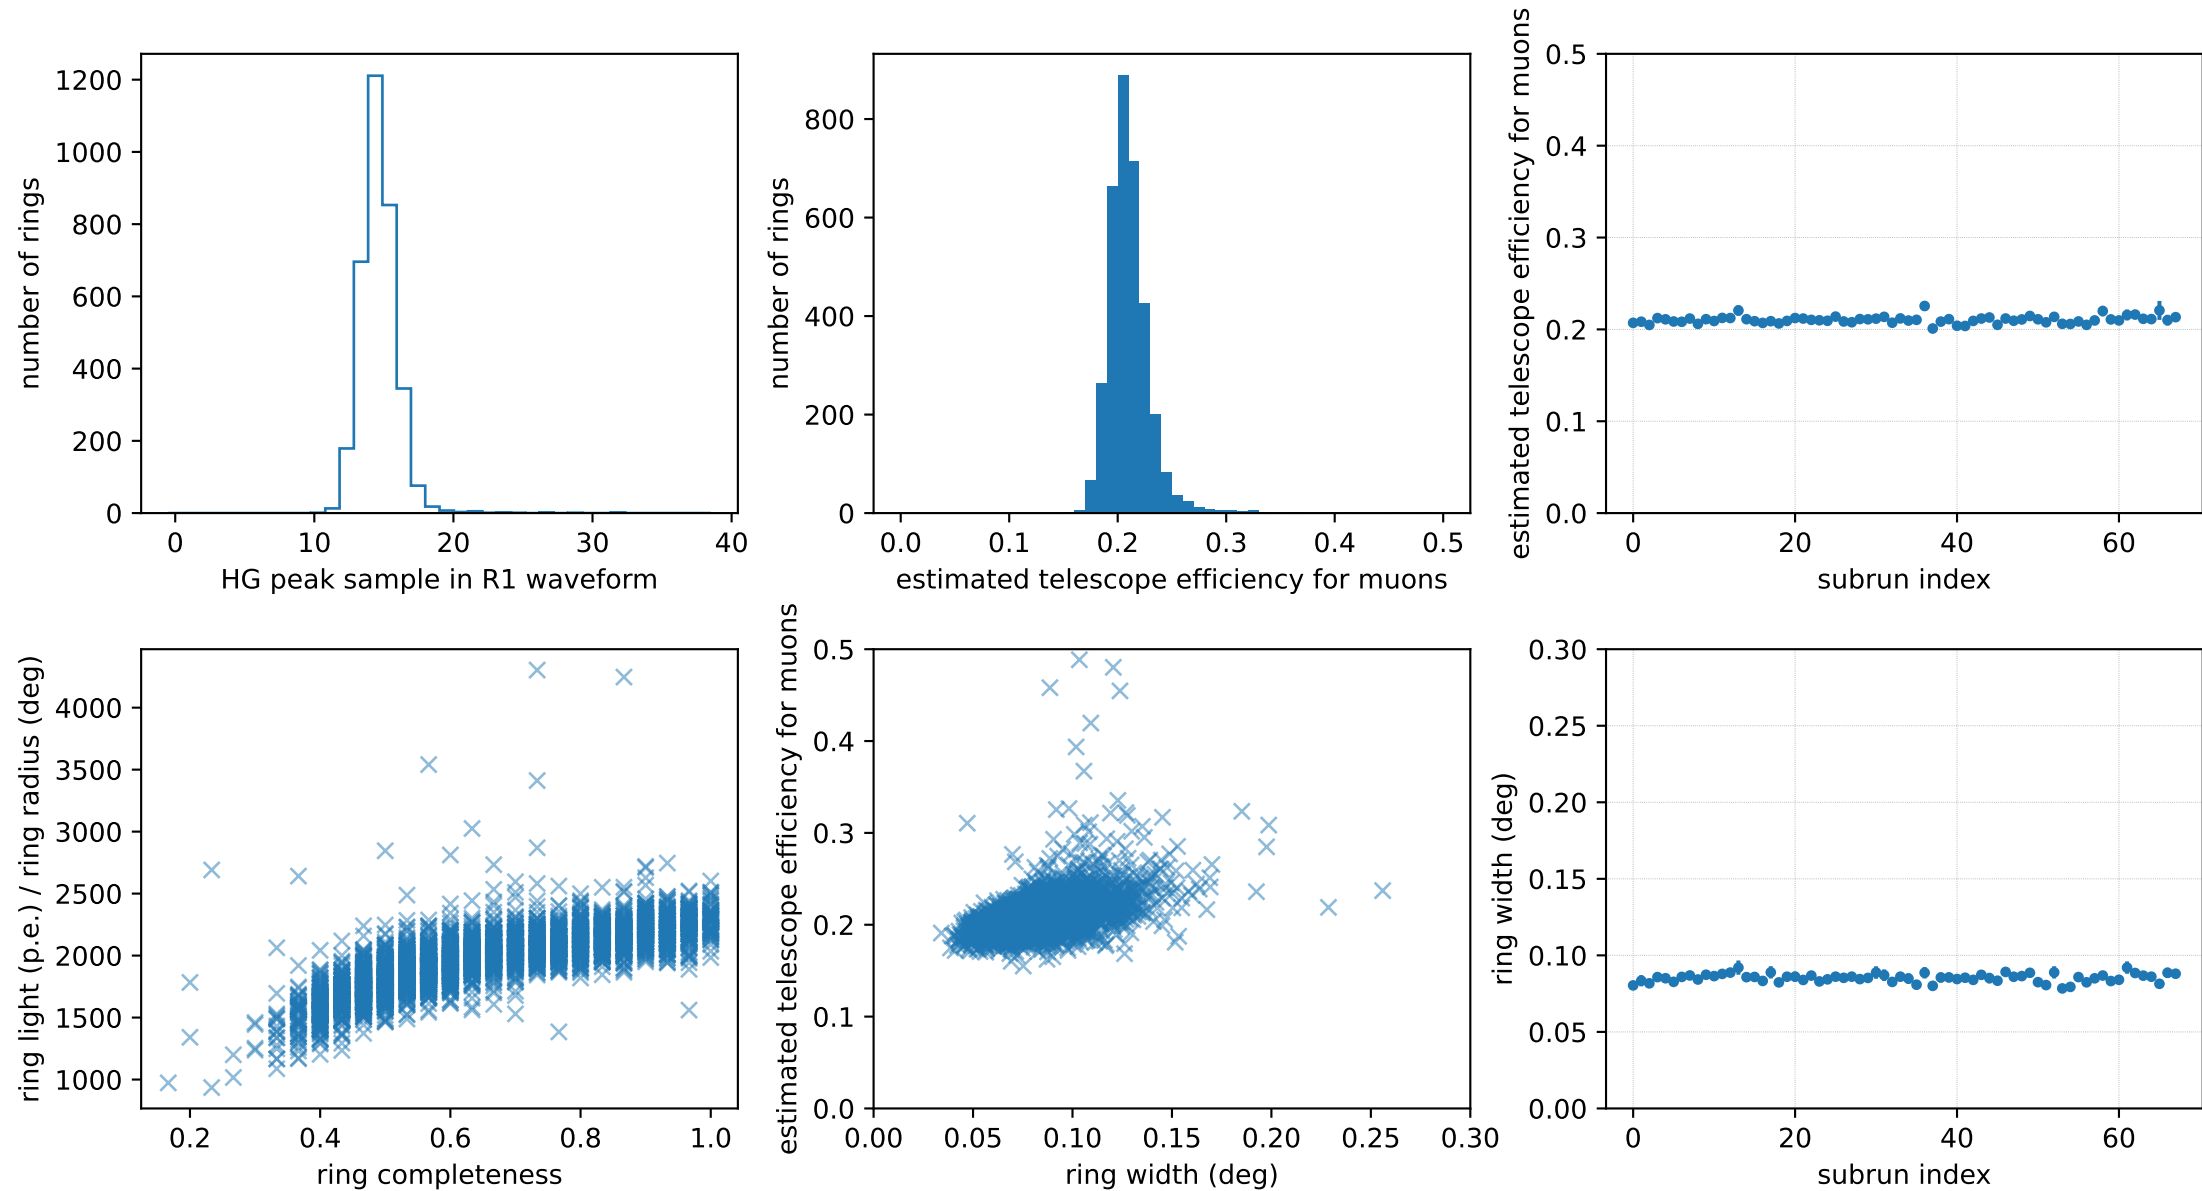 number of rings
1200
1000
800
600
400
200
0
0 10 20 30 40
HG peak sample in R1 waveform
number of rings
800
600
400
200
0
0.0 0.1 0.2 0.3 0.4 0.5
estimated telescope efficiency for muons
estimated telescope efficiency for muons
0.5
0.4
0.3
0.2
0.1
0.0
0 20 40 60
subrun index
ring light (p.e.) / ring radius (deg)
4000
3500
3000
2500
2000
1500
1000
0.2 0.4 0.6 0.8 1.0
ring completeness
estimated telescope efficiency for muons
0.5
0.4
0.3
0.2
0.1
0.0
0.00 0.05 0.10 0.15 0.20 0.25 0.30
ring width (deg)
ring width (deg)
0.30
0.25
0.20
0.15
0.10
0.05
0.00
0 20 40 60
subrun index